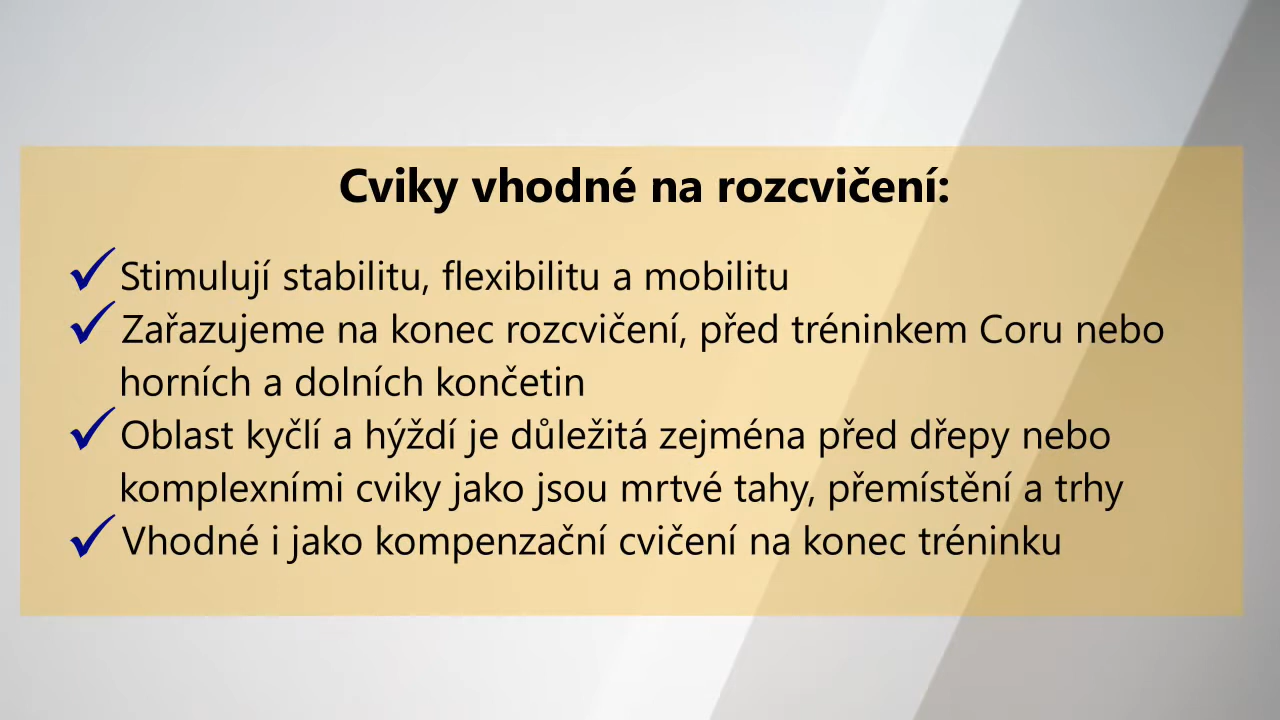 Cviky vhodné na rozcvičení:
✓ Stimulují stabilitu, flexibilitu a mobilitu
✓ Zařazujeme na konec rozcvičení, před tréninkem Coru nebo
horních a dolních končetin
✓ Oblast kyčlí a hýždí je důležitá zejména před dřepy nebo
komplexními cviky jako jsou mrtvé tahy, přemístění a trhy
✓ Vhodné i jako kompenzační cvičení na konec tréninku